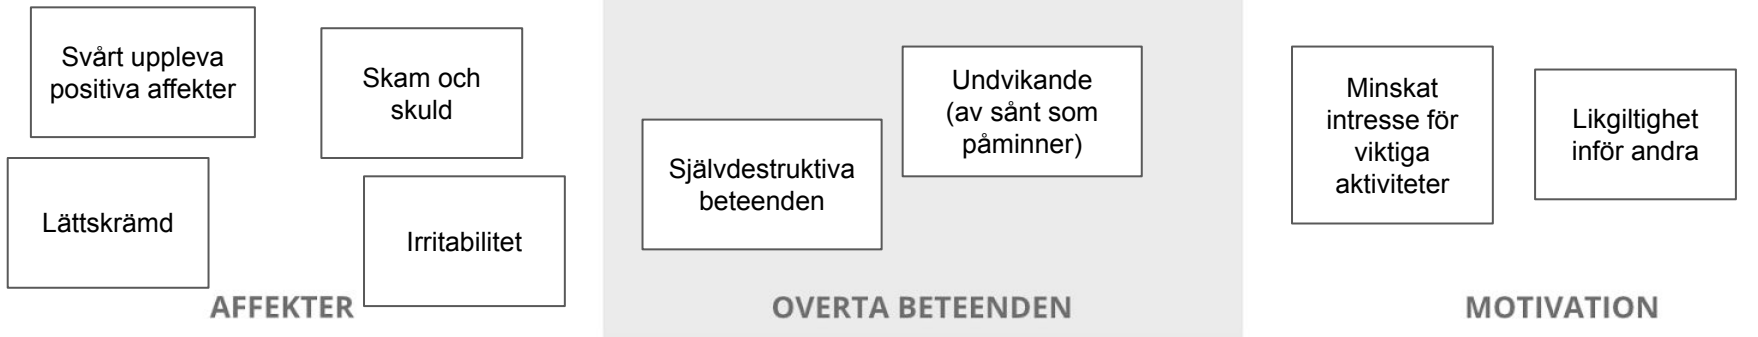 Svårt uppleva
positiva affekter
Skam och
skuld
Lättskrämd
Irritabilitet
AFFEKTER
Undvikande
(av sånt som
påminner)
Självdestruktiva
beteenden
OVERTA BETEENDEN
Minskat
intresse för
viktiga
aktiviteter
Likgiltighet
inför andra
MOTIVATION